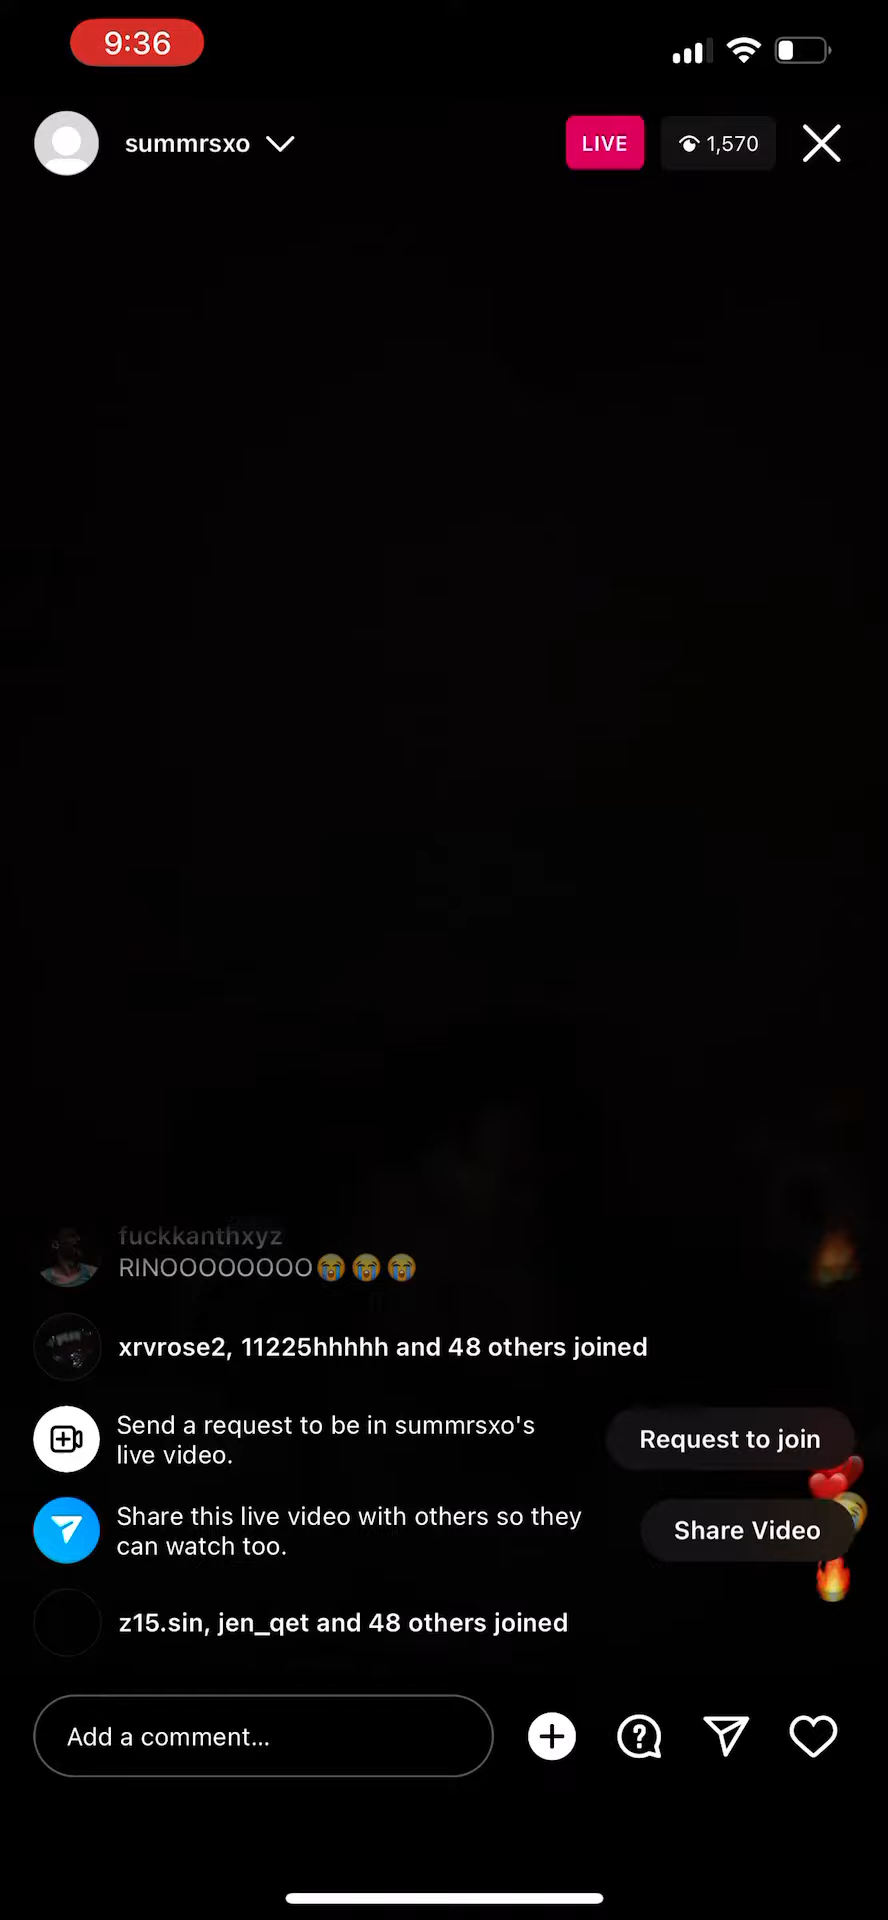 9:36
summrsxo
LIVE
1,570
fuckkanthxyz
RINOOOOOOOO😭😭😭
xrvrose2, 11225hhhhh and 48 others joined
Send a request to be in summrsxo's
live video.
Request to join
Share this live video with others so they
can watch too.
Share Video
z15.sin, jen_qet and 48 others joined
Add a comment...